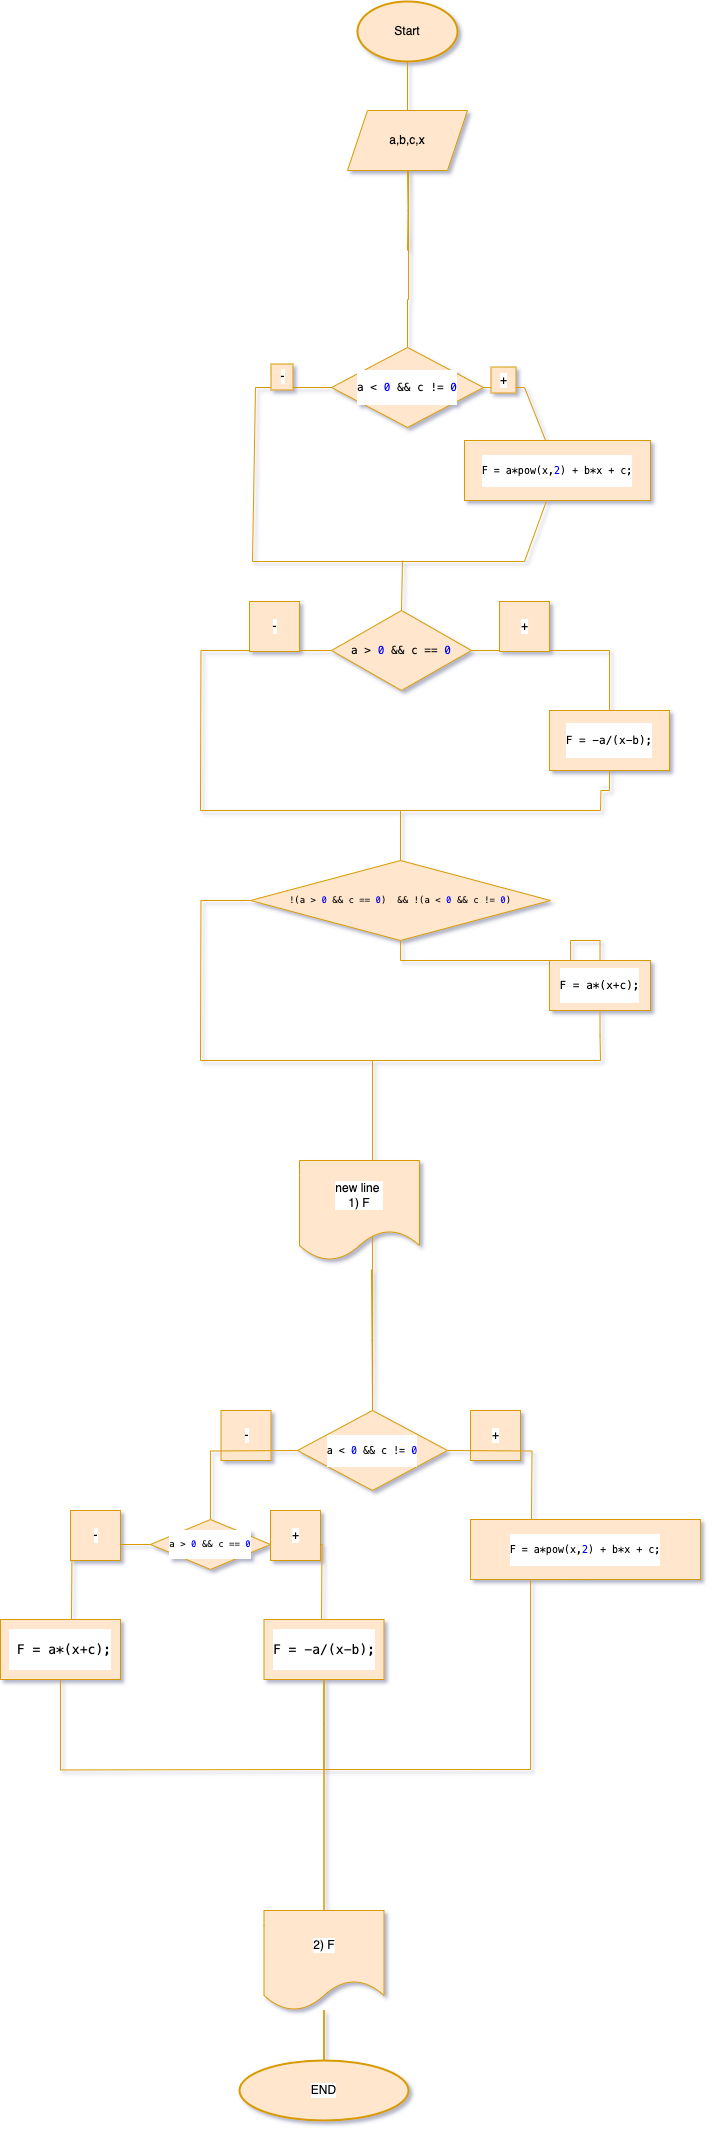 Start
a,b,c,x
-
+
a < 0 && c != 0
F = a*pow(x,2) + b*x + c;
-
+
a > 0 && c == 0
F = -a/(x-b);
!(a > 0 && c == 0)  && !(a < 0 && c != 0)
F = a*(x+c);
new line
1) F
-
+
a < 0 && c != 0
-
+
a > 0 && c == 0
F = a*pow(x,2) + b*x + c;
F = a*(x+c);
F = -a/(x-b);
2) F
END